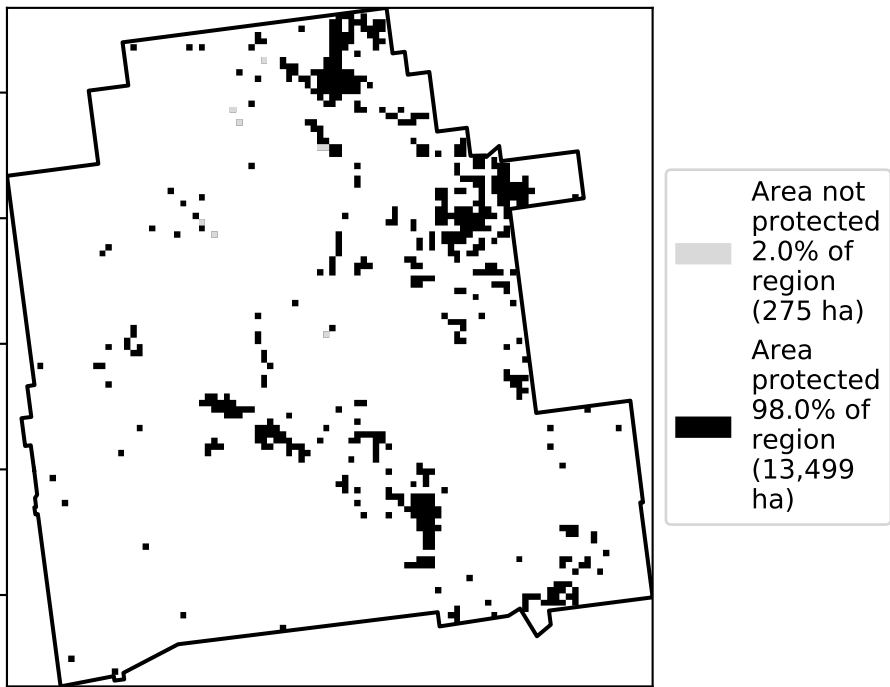 Area not
protected
2.0% of
region
(275 ha)
Area
protected
98.0% of
region
(13,499
ha)